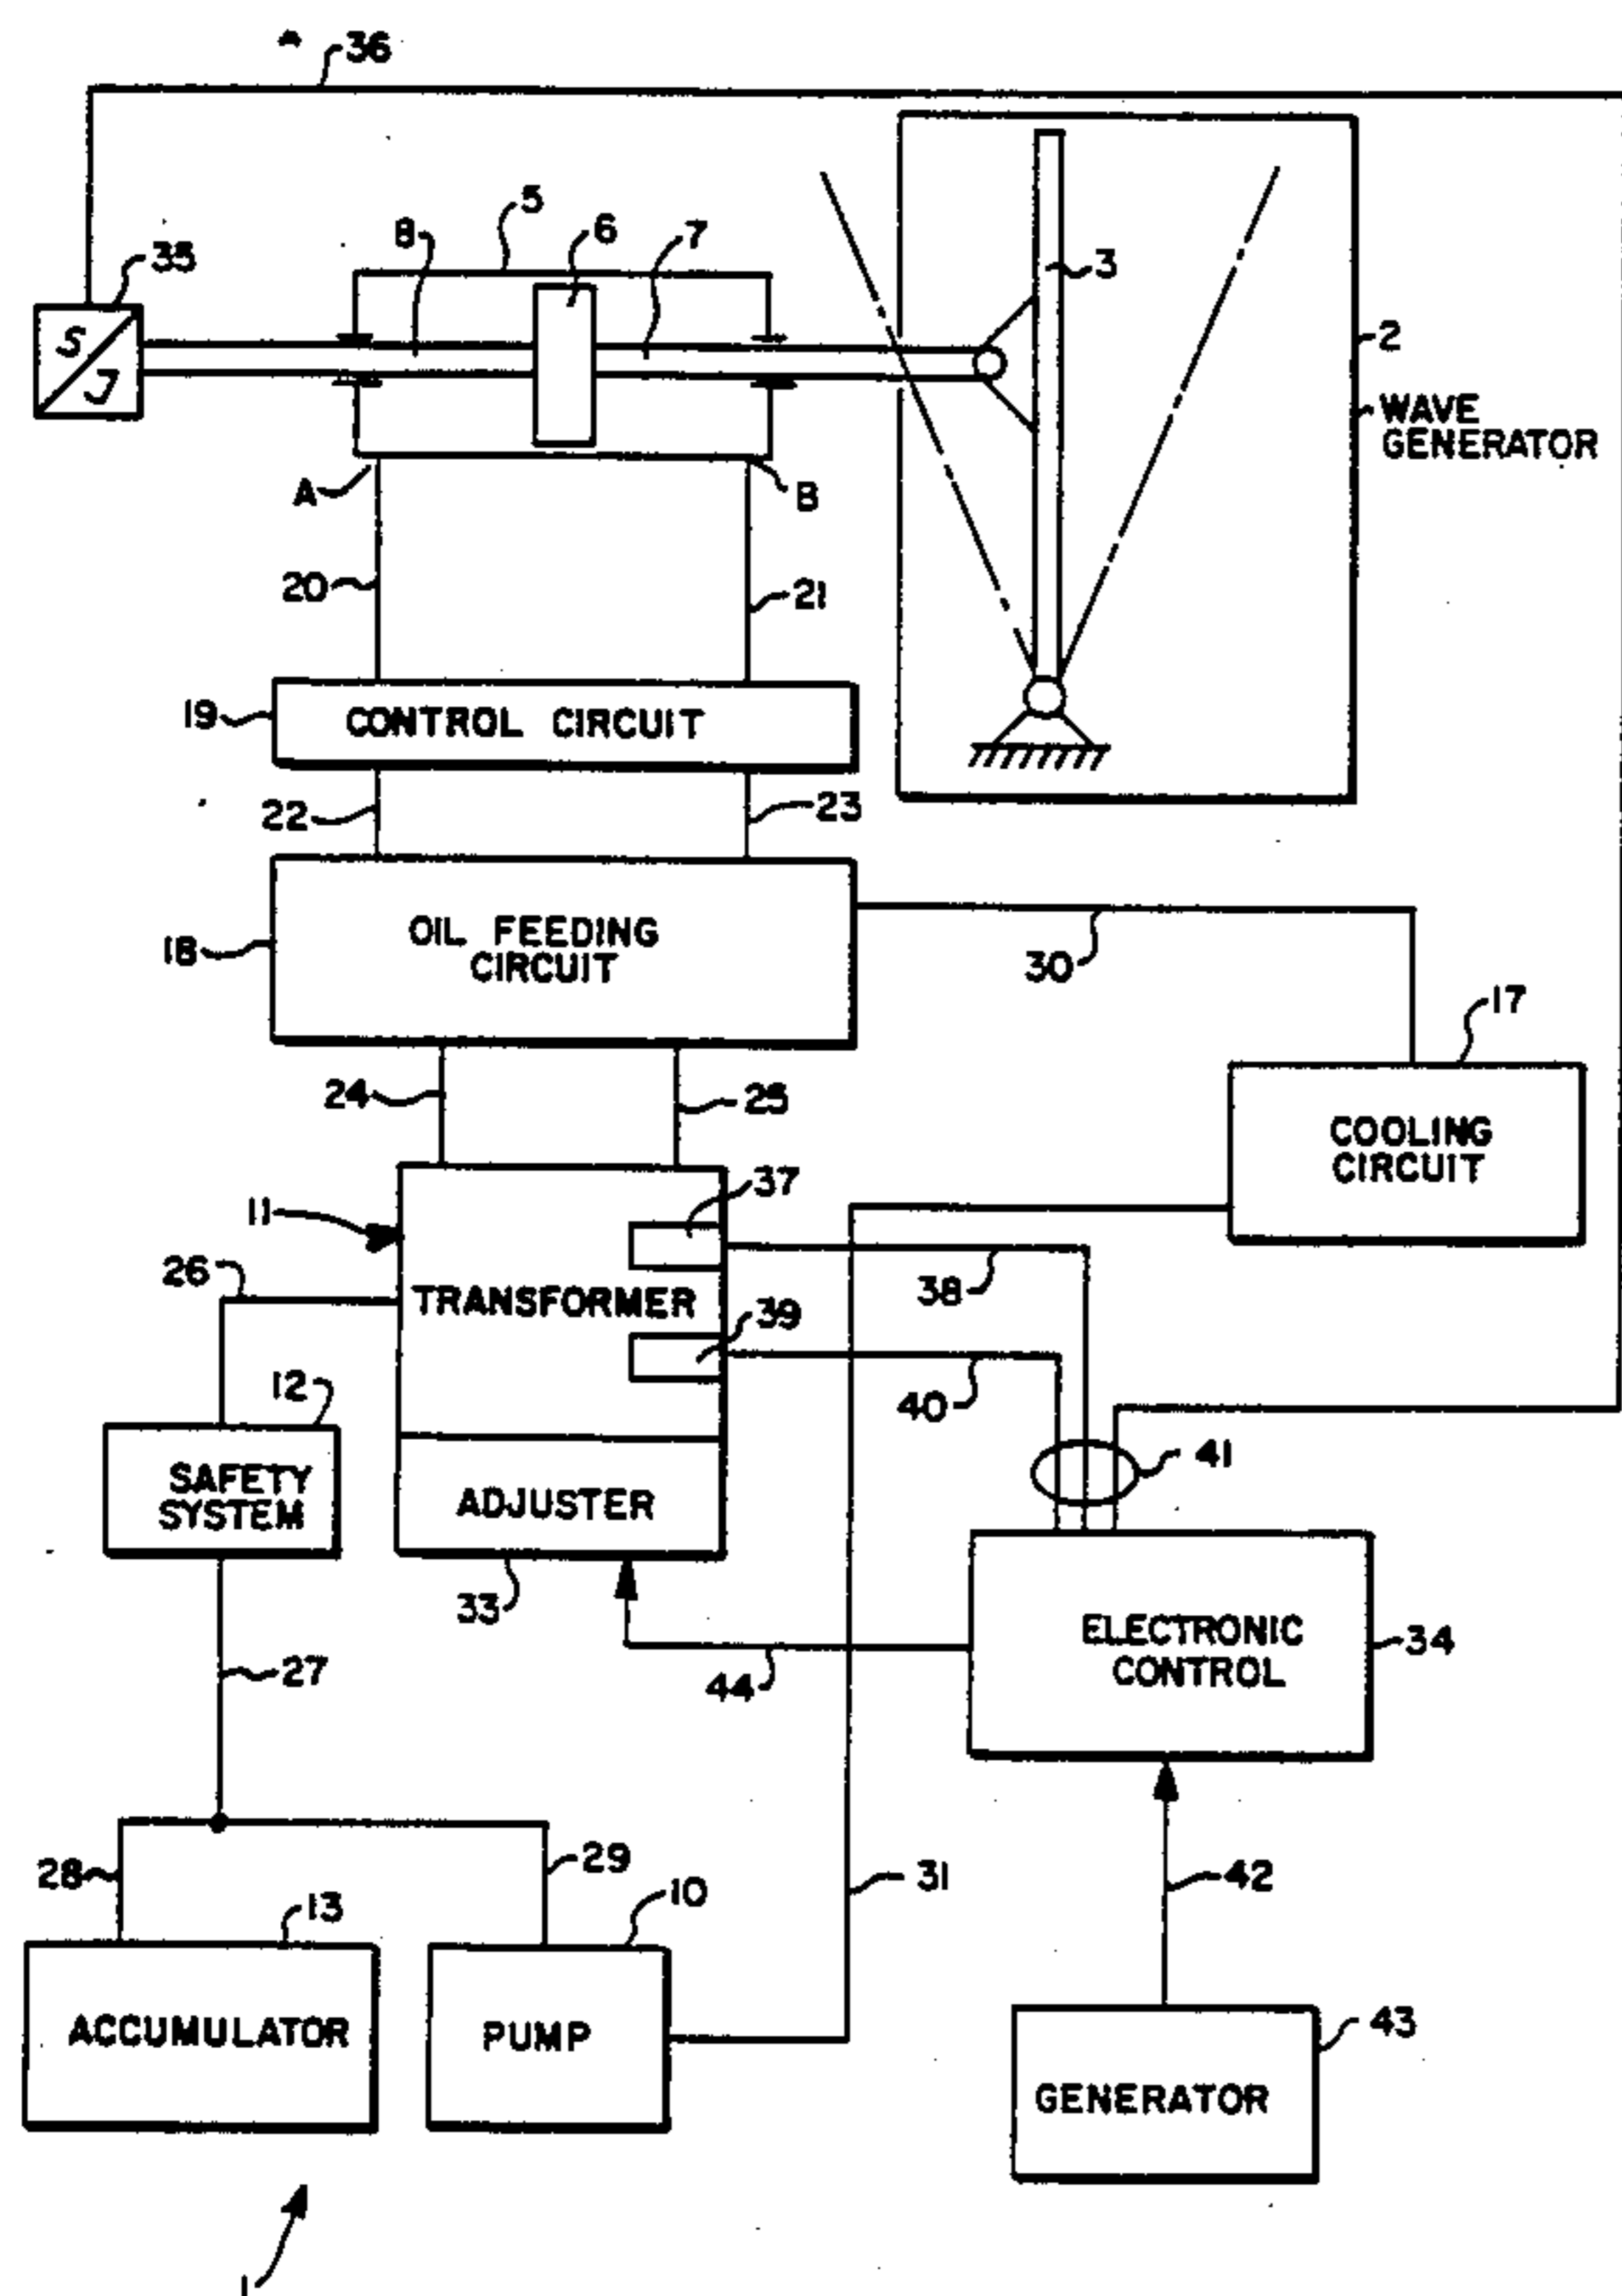 36
5
8
6
7
35
S
J
3
2
WAVE
GENERATOR
A
B
20
21
19
CONTROL CIRCUIT
22
23
18
OIL FEEDING
CIRCUIT
30
17
24
25
COOLING
CIRCUIT
37
11
26
38
TRANSFORMER
39
12
40
41
SAFETY
SYSTEM
ADJUSTER
33
ELECTRONIC
CONTROL
34
27
44
28
29
31
42
13
10
ACCUMULATOR
PUMP
43
GENERATOR
1